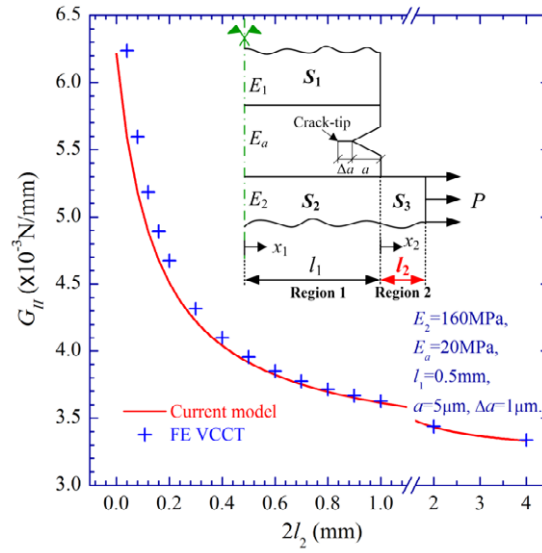 6.5
6.0
5.5
5.0
4.5
4.0
3.5
3.0
G_II (×10⁻³N/mm)
S₁
E₁
Crack-tip
Eₐ
Δa a
E₂
S₂ S₃
P
x₁ x₂
l₁ l₂
Region 1 Region 2
E₂=160MPa,
Eₐ=20MPa,
l₁=0.5mm,
a=5μm, Δa=1μm.
Current model
FE VCCT
0.0 0.2 0.4 0.6 0.8 1.0 2 4
2l₂ (mm)